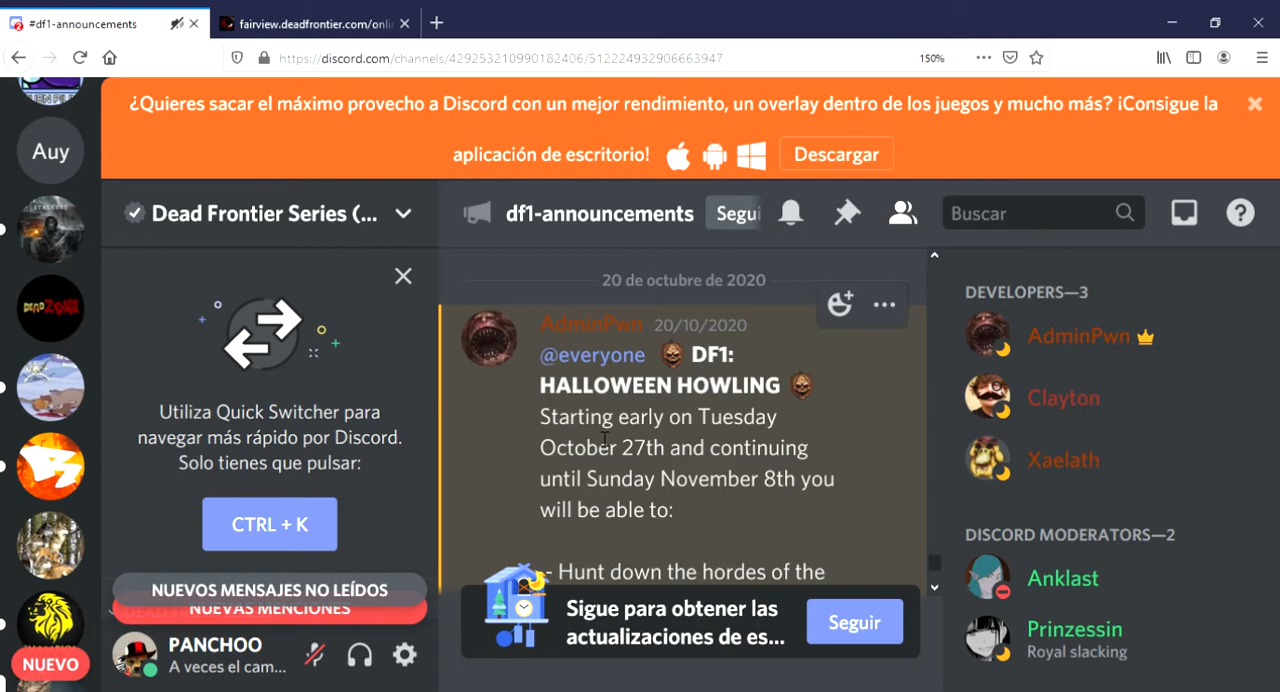 #df1-announcements
fairview.deadfrontier.com/onli
https://discord.com/channels/429253210990182406/512224932906663947
150%
¿Quieres sacar el máximo provecho a Discord con un mejor rendimiento, un overlay dentro de los juegos y mucho más? ¡Consigue la
aplicación de escritorio!
Descargar
Auy
Dead Frontier Series (...
df1-announcements
Segui
Buscar
20 de octubre de 2020
AdminPwn 20/10/2020
@everyone DF1:
HALLOWEEN HOWLING
Starting early on Tuesday
October 27th and continuing
until Sunday November 8th you
will be able to:
- Hunt down the hordes of the
Utiliza Quick Switcher para
navegar más rápido por Discord.
Solo tienes que pulsar:
CTRL + K
NUEVOS MENSAJES NO LEÍDOS
NUEVAS MENCIONES
PANCHOO
A veces el cam...
NUEVO
Sigue para obtener las
actualizaciones de es...
Seguir
DEVELOPERS—3
AdminPwn
Clayton
Xaelath
DISCORD MODERATORS—2
Anklast
Prinzessin
Royal slacking